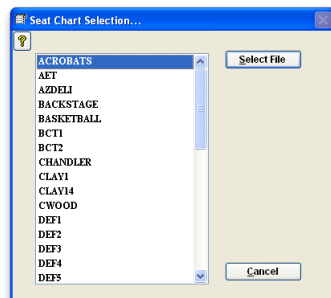 Seat Chart Selection...
?
ACROBATS
AET
AZDELI
BACKSTAGE
BASKETBALL
BCT1
BCT2
CHANDLER
CLAY1
CLAY14
CWOOD
DEF1
DEF2
DEF3
DEF4
DEF5
Select File
Cancel